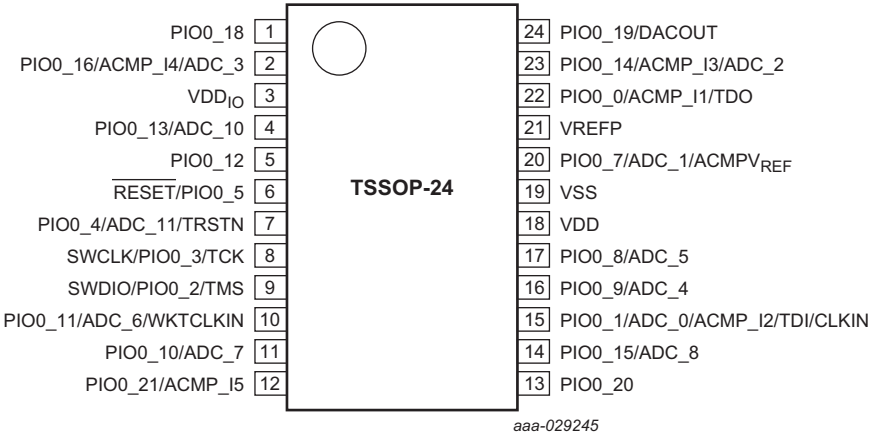 PIO0_18 1
PIO0_16/ACMP_I4/ADC_3 2
VDDIO 3
PIO0_13/ADC_10 4
PIO0_12 5
RESET/PIO0_5 6
PIO0_4/ADC_11/TRSTN 7
SWCLK/PIO0_3/TCK 8
SWDIO/PIO0_2/TMS 9
PIO0_11/ADC_6/WKTCLKIN 10
PIO0_10/ADC_7 11
PIO0_21/ACMP_I5 12
TSSOP-24
24 PIO0_19/DACOUT
23 PIO0_14/ACMP_I3/ADC_2
22 PIO0_0/ACMP_I1/TDO
21 VREFP
20 PIO0_7/ADC_1/ACMPVREF
19 VSS
18 VDD
17 PIO0_8/ADC_5
16 PIO0_9/ADC_4
15 PIO0_1/ADC_0/ACMP_I2/TDI/CLKIN
14 PIO0_15/ADC_8
13 PIO0_20
aaa-029245